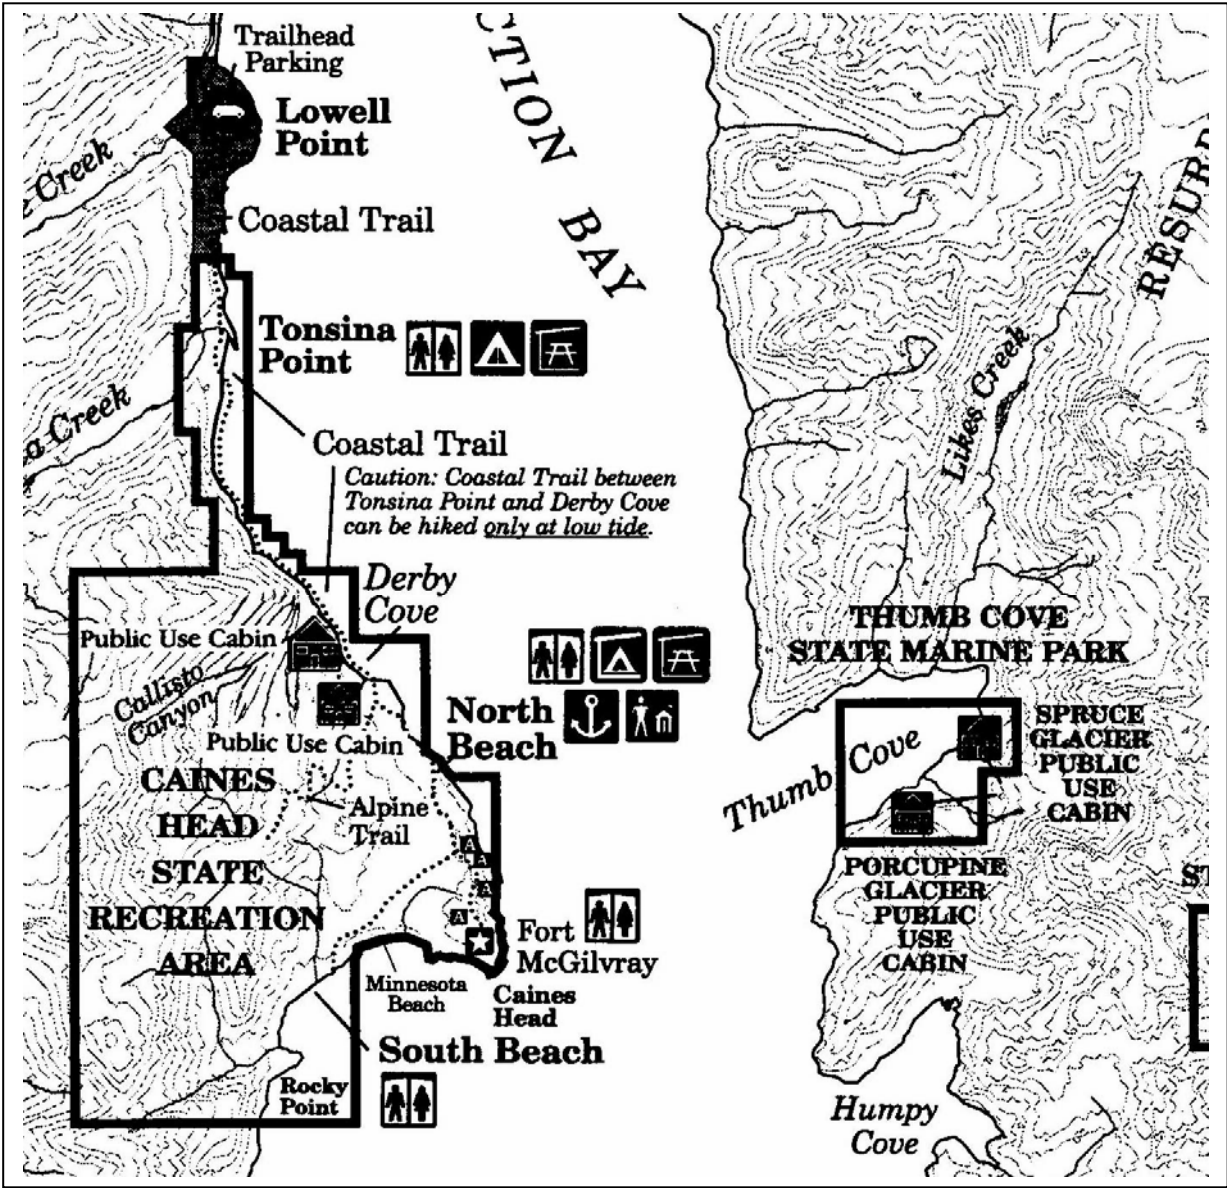 Trailhead
Parking
Lowell
Point
Creek
Coastal Trail
CTION BAY
RESURR
Tonsina
Point
Creek
Likes Creek
Coastal Trail
Caution: Coastal Trail between
Tonsina Point and Derby Cove
can be hiked only at low tide.
Derby
Cove
Public Use Cabin
Callisto
Canyon
Public Use Cabin
North
Beach
THUMB COVE
STATE MARINE PARK
Thumb Cove
SPRUCE
GLACIER
PUBLIC
USE
CABIN
CAINES
HEAD
STATE
RECREATION
AREA
Alpine
Trail
PORCUPINE
GLACIER
PUBLIC
USE
CABIN
ST
A
A
A
A
Fort
McGilvray
Minnesota
Beach
Caines
Head
South Beach
Rocky
Point
Humpy
Cove